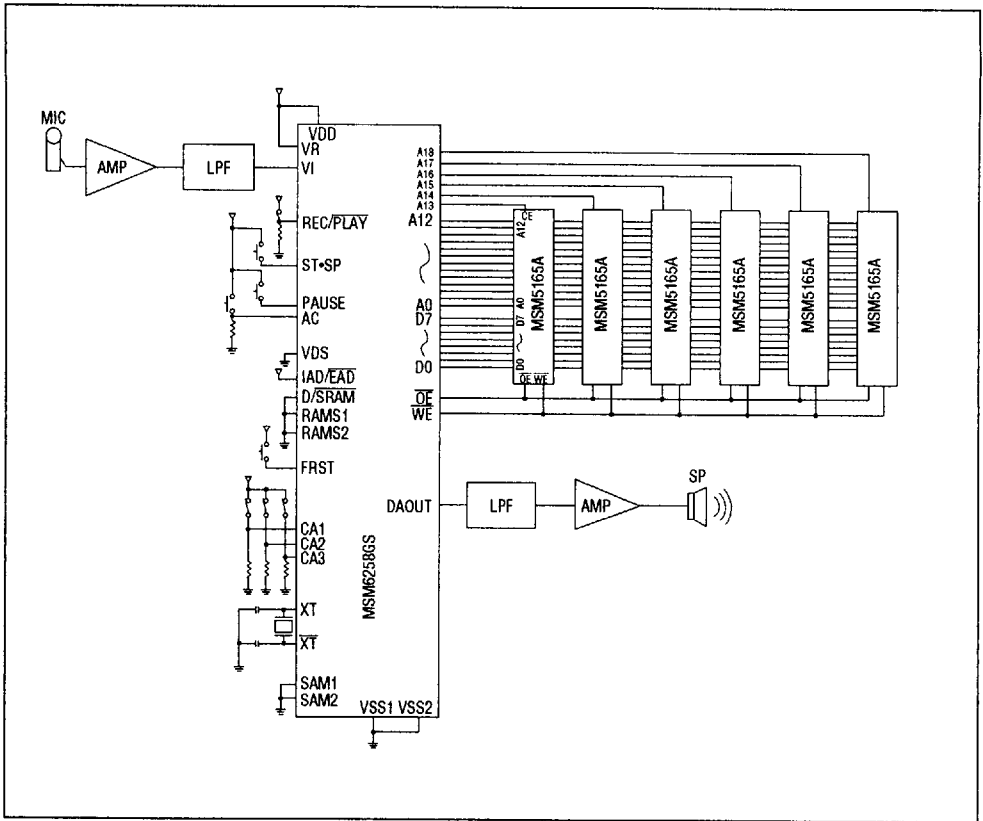 MIC
AMP
LPF
VDD
VR
VI
REC/PLAY
ST•SP
PAUSE
AC
VDS
IAD/EAD
D/SRAM
RAMS1
RAMS2
FRST
CA1
CA2
CA3
XT
XT
SAM1
SAM2
VSS1 VSS2
MSM6258GS
A18
A17
A16
A15
A14
A13
A12
A0
D7
D0
OE
WE
DAOUT
CE
A12
A0
D7
D0
OE WE
MSM5165A
MSM5165A
MSM5165A
MSM5165A
MSM5165A
MSM5165A
LPF
AMP
SP